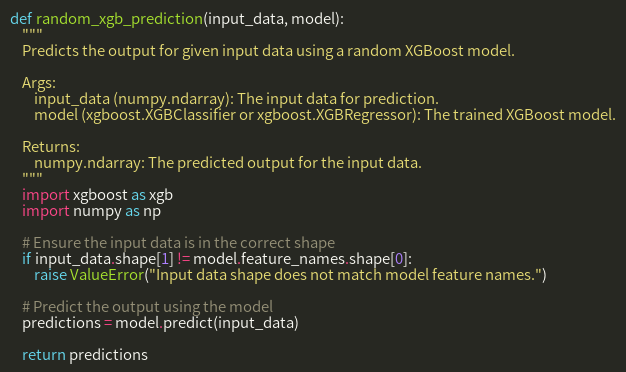 def random_xgb_prediction(input_data, model):
    """
    Predicts the output for given input data using a random XGBoost model.

    Args:
        input_data (numpy.ndarray): The input data for prediction.
        model (xgboost.XGBClassifier or xgboost.XGBRegressor): The trained XGBoost model.

    Returns:
        numpy.ndarray: The predicted output for the input data.
    """
    import xgboost as xgb
    import numpy as np

    # Ensure the input data is in the correct shape
    if input_data.shape[1] != model.feature_names.shape[0]:
        raise ValueError("Input data shape does not match model feature names.")

    # Predict the output using the model
    predictions = model.predict(input_data)

    return predictions